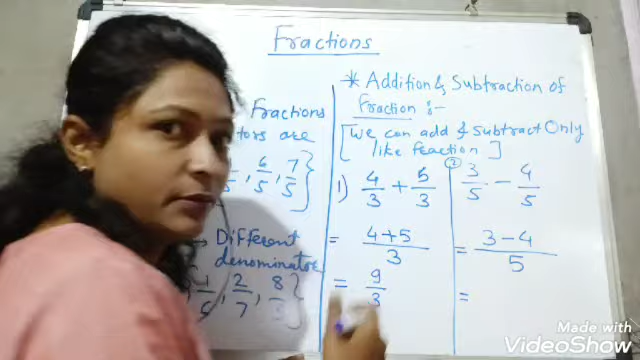 Fractions
Fractions
are
6/5, 7/5 }
→ Different
denominator
, 2/7, 8/3 }
* Addition & Subtraction of
Fraction :-
[We can add & subtract Only
like feaction ]
1) 4/3 + 5/3
= 4+5/3
= 9/3
② 3/5 - 4/5
= 3-4/5
=
Made with
VideoShow